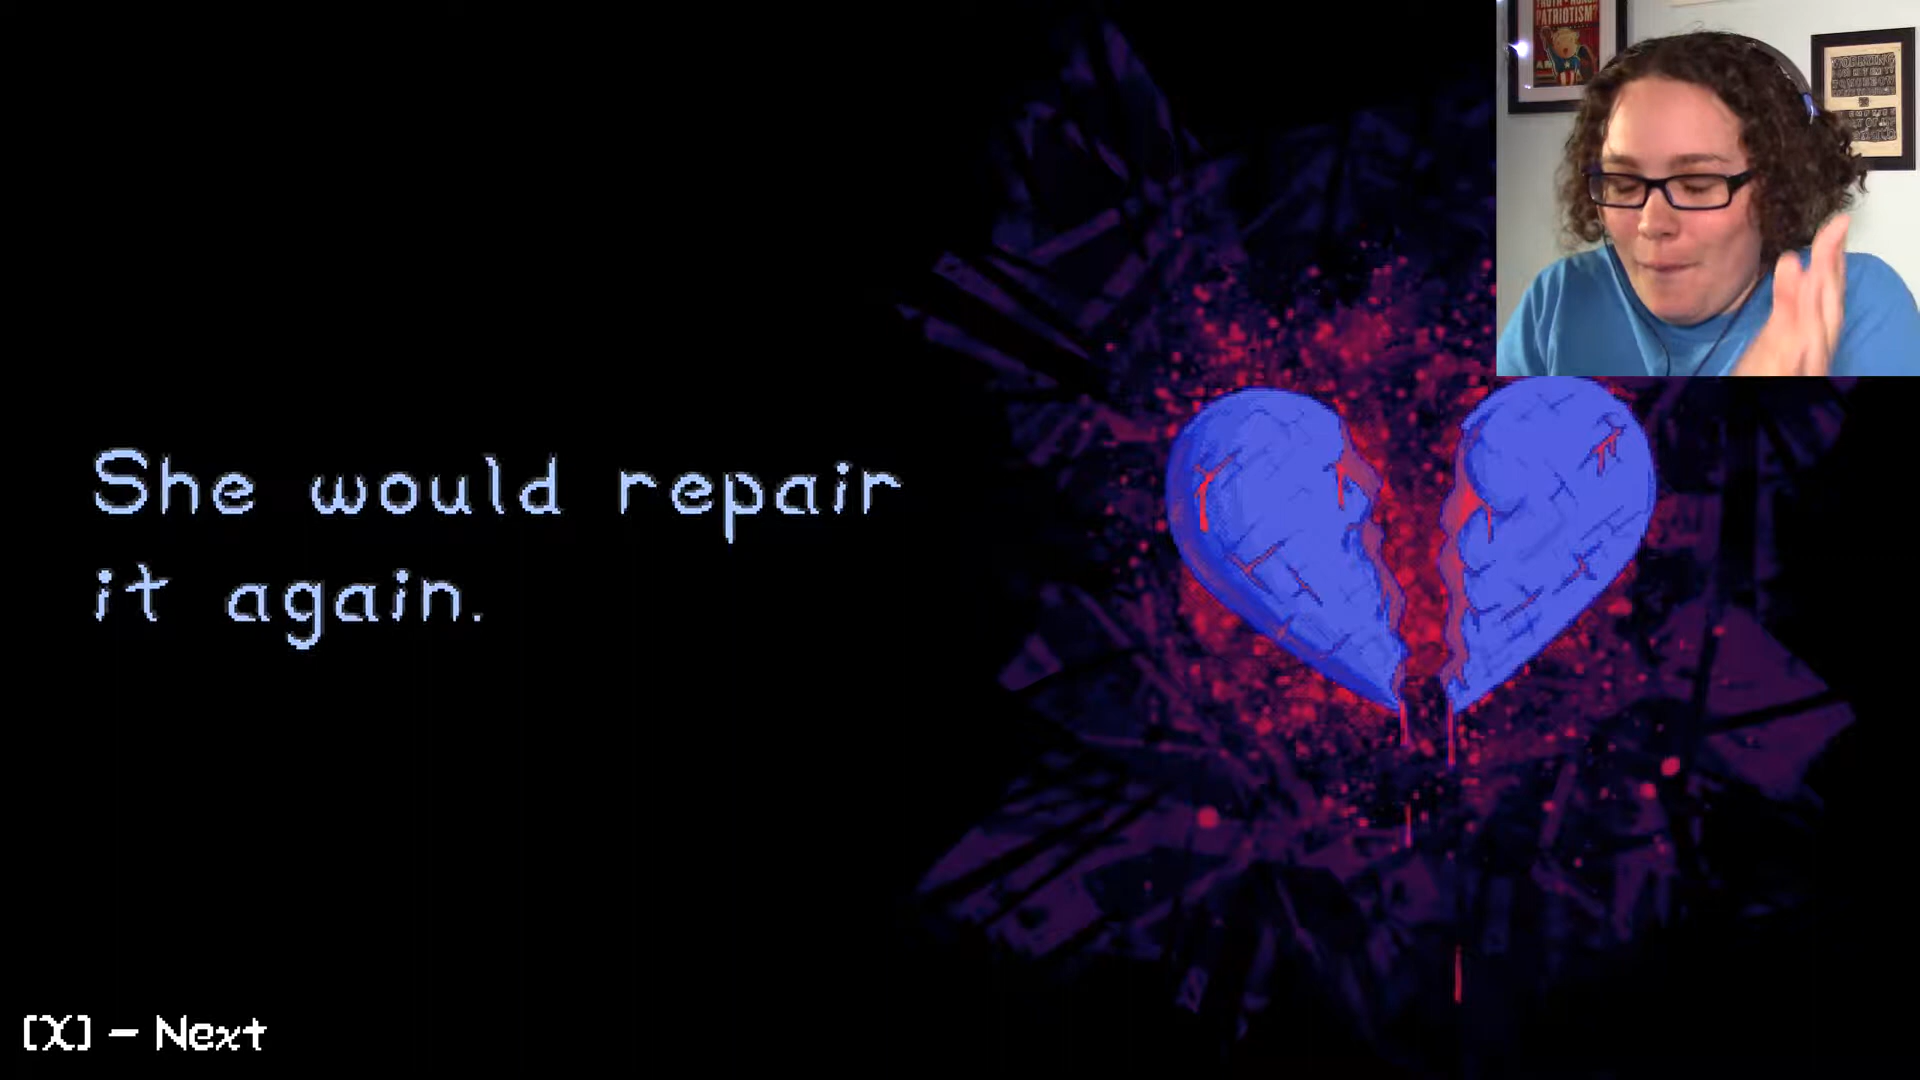 PATRIOTISM?
She would repair
it again.
[X] – Next